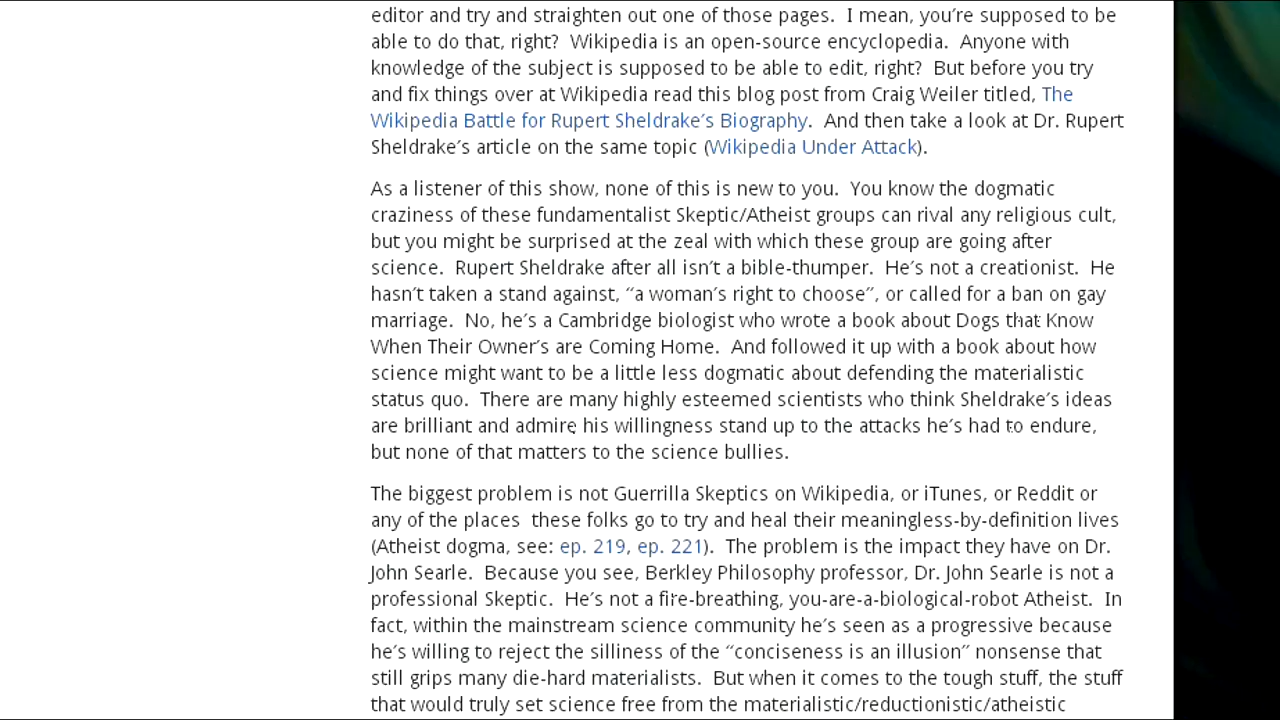 editor and try and straighten out one of those pages.  I mean, you’re supposed to be
able to do that, right?  Wikipedia is an open-source encyclopedia.  Anyone with
knowledge of the subject is supposed to be able to edit, right?  But before you try
and fix things over at Wikipedia read this blog post from Craig Weiler titled, The
Wikipedia Battle for Rupert Sheldrake’s Biography.  And then take a look at Dr. Rupert
Sheldrake’s article on the same topic (Wikipedia Under Attack).
As a listener of this show, none of this is new to you.  You know the dogmatic
craziness of these fundamentalist Skeptic/Atheist groups can rival any religious cult,
but you might be surprised at the zeal with which these group are going after
science.  Rupert Sheldrake after all isn’t a bible-thumper.  He’s not a creationist.  He
hasn’t taken a stand against, “a woman’s right to choose”, or called for a ban on gay
marriage.  No, he’s a Cambridge biologist who wrote a book about Dogs that Know
When Their Owner’s are Coming Home.  And followed it up with a book about how
science might want to be a little less dogmatic about defending the materialistic
status quo.  There are many highly esteemed scientists who think Sheldrake’s ideas
are brilliant and admire his willingness stand up to the attacks he’s had to endure,
but none of that matters to the science bullies.
The biggest problem is not Guerrilla Skeptics on Wikipedia, or iTunes, or Reddit or
any of the places  these folks go to try and heal their meaningless-by-definition lives
(Atheist dogma, see: ep. 219, ep. 221).  The problem is the impact they have on Dr.
John Searle.  Because you see, Berkley Philosophy professor, Dr. John Searle is not a
professional Skeptic.  He’s not a fire-breathing, you-are-a-biological-robot Atheist.  In
fact, within the mainstream science community he’s seen as a progressive because
he’s willing to reject the silliness of the “conciseness is an illusion” nonsense that
still grips many die-hard materialists.  But when it comes to the tough stuff, the stuff
that would truly set science free from the materialistic/reductionistic/atheistic